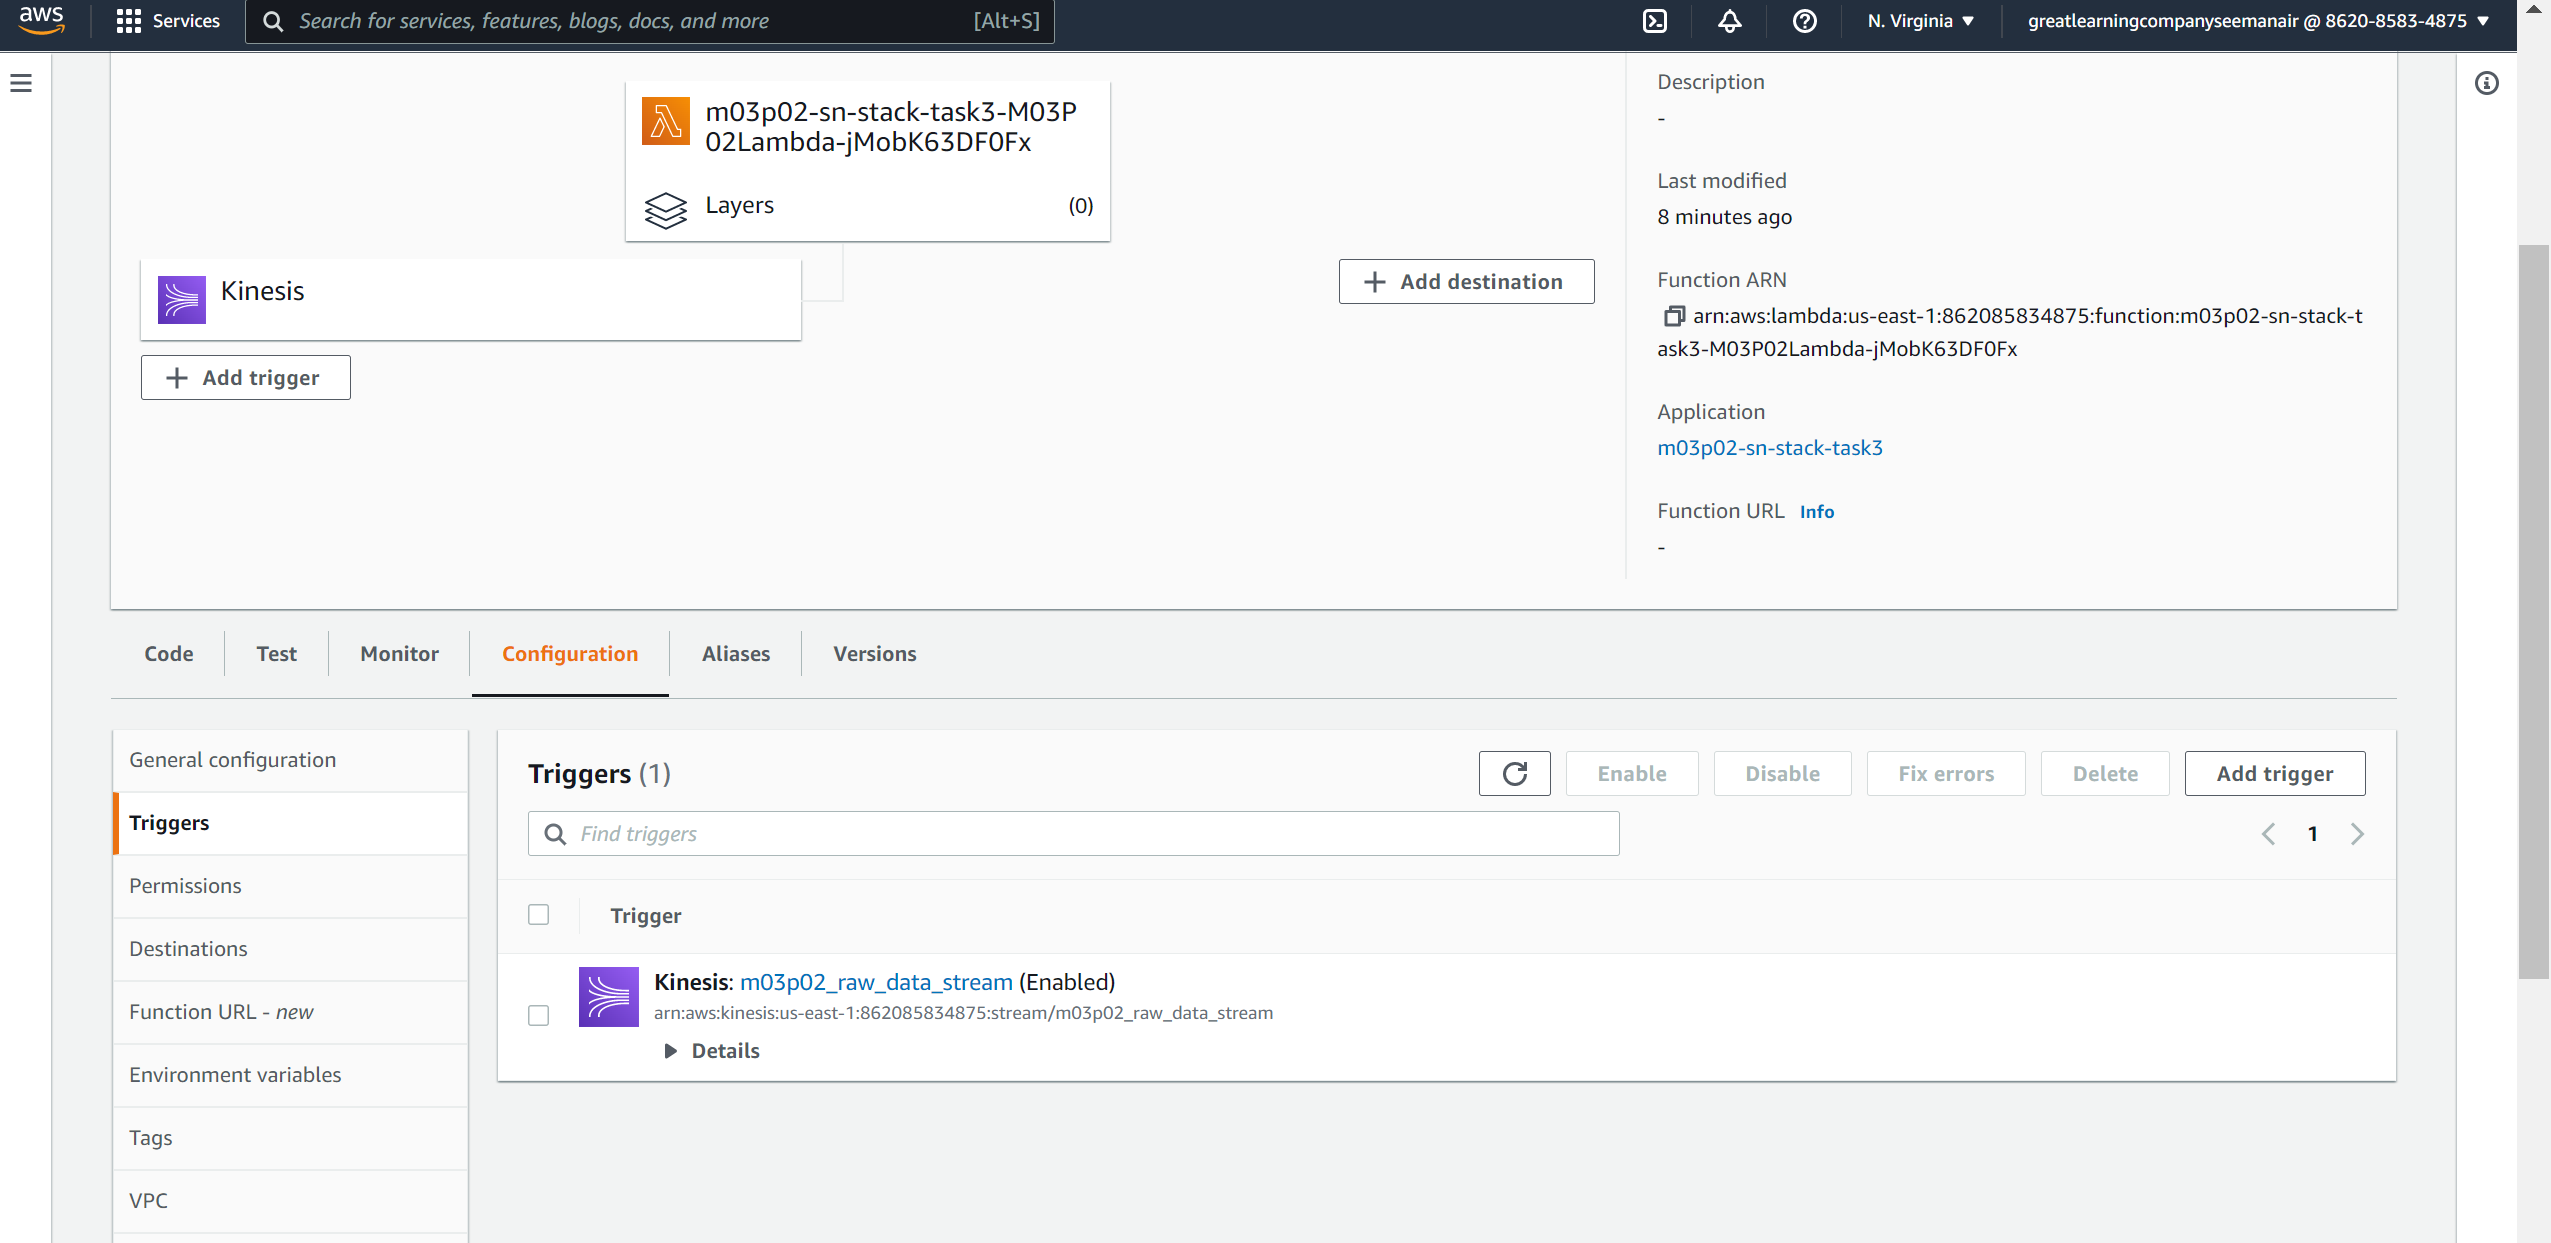 aws
Services
Search for services, features, blogs, docs, and more
[Alt+S]
N. Virginia
greatlearningcompanyseemanair @ 8620-8583-4875
m03p02-sn-stack-task3-M03P
02Lambda-jMobK63DF0Fx
Layers
(0)
Kinesis
Add trigger
Add destination
Description
-
Last modified
8 minutes ago
Function ARN
arn:aws:lambda:us-east-1:862085834875:function:m03p02-sn-stack-t
ask3-M03P02Lambda-jMobK63DF0Fx
Application
m03p02-sn-stack-task3
Function URL Info
-
Code
Test
Monitor
Configuration
Aliases
Versions
General configuration
Triggers
Permissions
Destinations
Function URL - new
Environment variables
Tags
VPC
Triggers (1)
Enable
Disable
Fix errors
Delete
Add trigger
Find triggers
1
Trigger
Kinesis: m03p02_raw_data_stream (Enabled)
arn:aws:kinesis:us-east-1:862085834875:stream/m03p02_raw_data_stream
Details